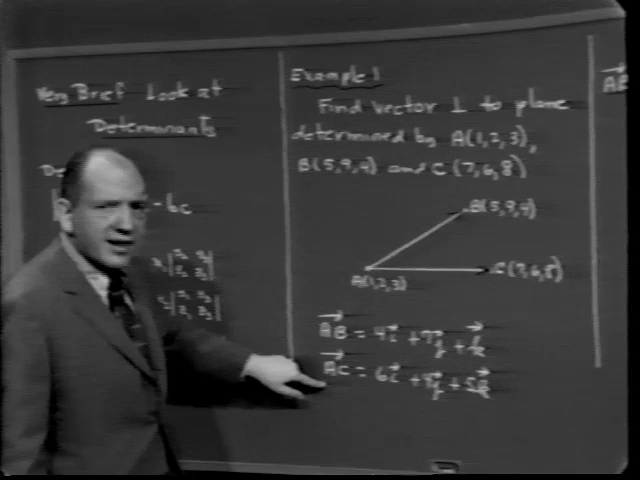 Very Brief Look at
Determinants
-bc
Example 1
Find vector ⊥ to plane
determined by A(1,2,3),
B(5,9,4) and C(7,6,8)
B(5,9,4)
C(7,6,8)
A(1,2,3)
AB = 4i + 7j + k
AC = 6i + 4j + 5k